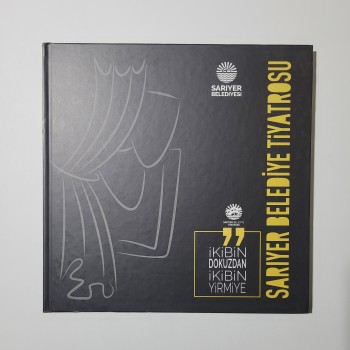 SARIYER
BELEDİYESİ
SARIYER BELEDİYE TİYATROSU
”
İKİBİN
DOKUZDAN
İKİBİN
YİRMİYE